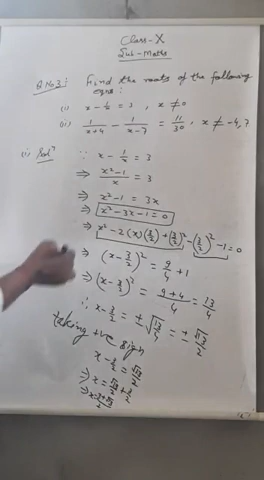 Class-X
Sub-Maths
Q.No3: Find the roots of the following
eqns:
(i) x - 1/x = 3, x ≠ 0
(ii) 1/(x+4) - 1/(x-7) = 11/30, x ≠ -4, 7
(i) Solⁿ ∵ x - 1/x = 3
⇒ (x²-1)/x = 3
⇒ x²-1 = 3x
⇒ x²-3x-1=0
⇒ x²-2(x)(3/2)+(3/2)²-(3/2)²-1=0
⇒ (x-3/2)² = 9/4 + 1
⇒ (x-3/2)² = (9+4)/4 = 13/4
∴ x-3/2 = ±√(13/4) = ± √13/2
taking +ve sign
x-3/2 = √13/2
⇒ x = √13/2 + 3/2
⇒ x = (3+√13)/2